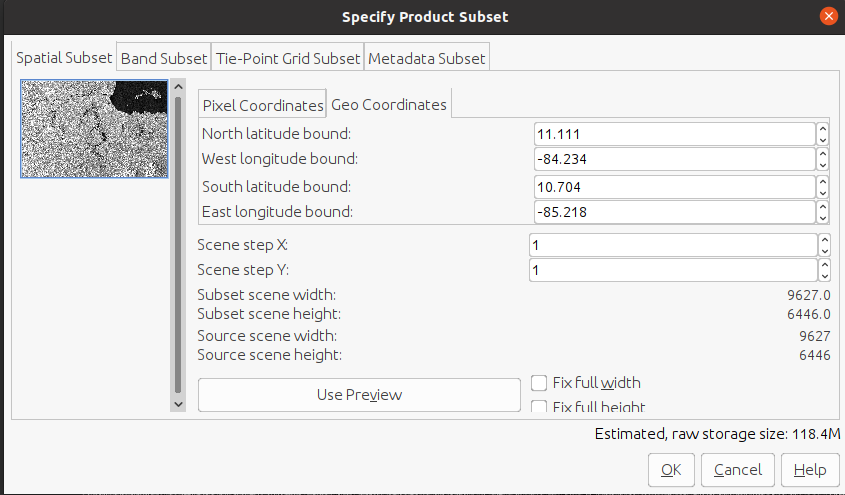 Specify Product Subset
Spatial Subset Band Subset Tie-Point Grid Subset Metadata Subset
Pixel Coordinates Geo Coordinates
North latitude bound: 11.111
West longitude bound: -84.234
South latitude bound: 10.704
East longitude bound: -85.218
Scene step X: 1
Scene step Y: 1
Subset scene width: 9627.0
Subset scene height: 6446.0
Source scene width: 9627
Source scene height: 6446
Use Preview Fix full width
Fix full height
Estimated, raw storage size: 118.4M
OK Cancel Help